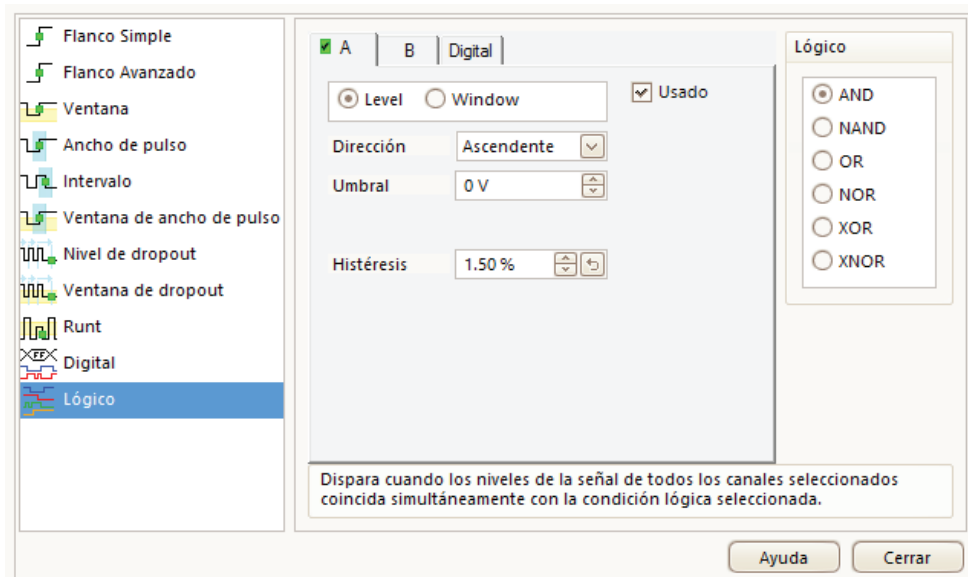 Flanco Simple
Flanco Avanzado
Ventana
Ancho de pulso
Intervalo
Ventana de ancho de pulso
Nivel de dropout
Ventana de dropout
Runt
FF
Digital
Lógico
A B Digital
Level Window
Usado
Dirección Ascendente
Umbral 0 V
Histéresis 1.50 %
Lógico
AND
NAND
OR
NOR
XOR
XNOR
Dispara cuando los niveles de la señal de todos los canales seleccionados
coincida simultáneamente con la condición lógica seleccionada.
Ayuda Cerrar